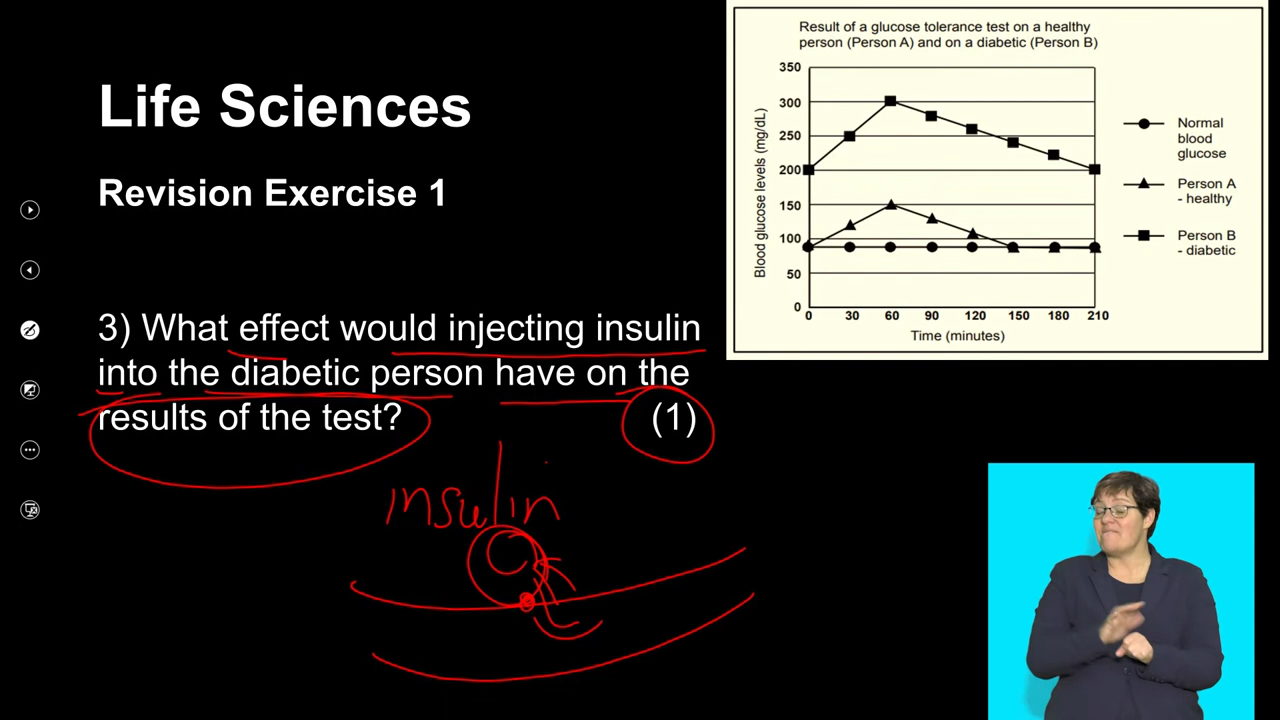 Life Sciences
Revision Exercise 1
3) What effect would injecting insulin
into the diabetic person have on the
results of the test? (1)
insulin
Result of a glucose tolerance test on a healthy
person (Person A) and on a diabetic (Person B)
Blood glucose levels (mg/dL)
350
300
250
200
150
100
50
0
0 30 60 90 120 150 180 210
Time (minutes)
Normal
blood
glucose
Person A
- healthy
Person B
- diabetic